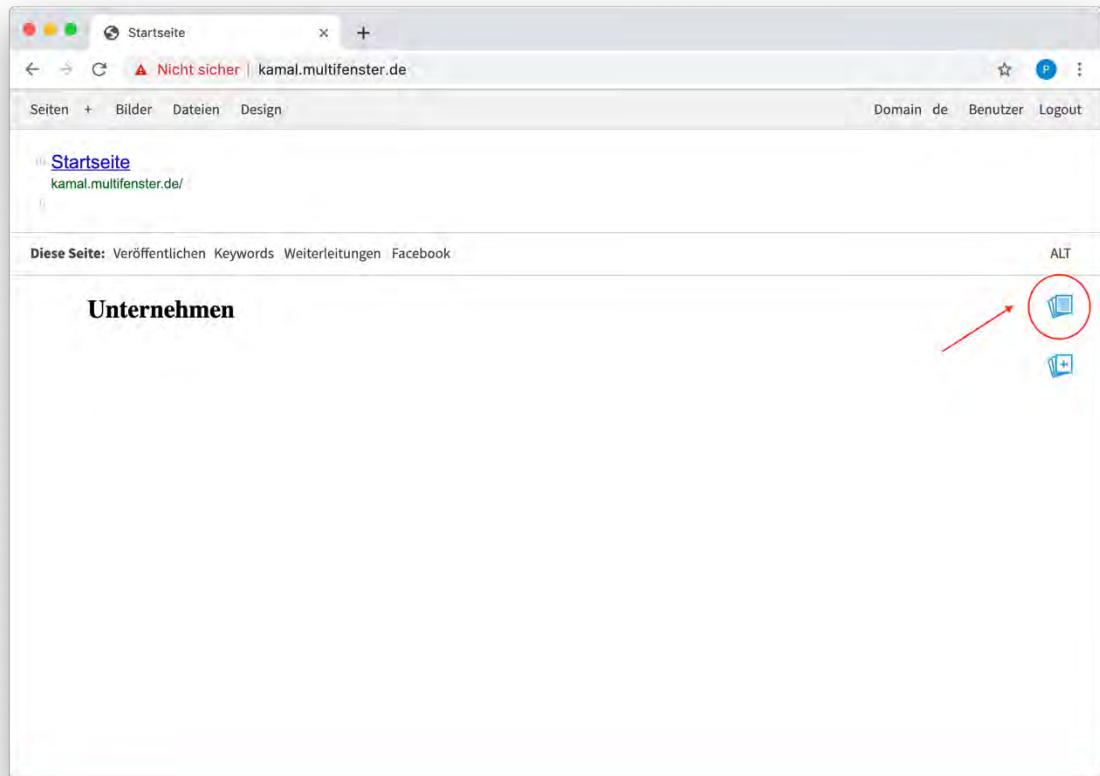 Startseite
Nicht sicher | kamal.multifenster.de
P
Seiten + Bilder Dateien Design Domain de Benutzer Logout
Startseite
kamal.multifenster.de/
Diese Seite: Veröffentlichen Keywords Weiterleitungen Facebook ALT
Unternehmen